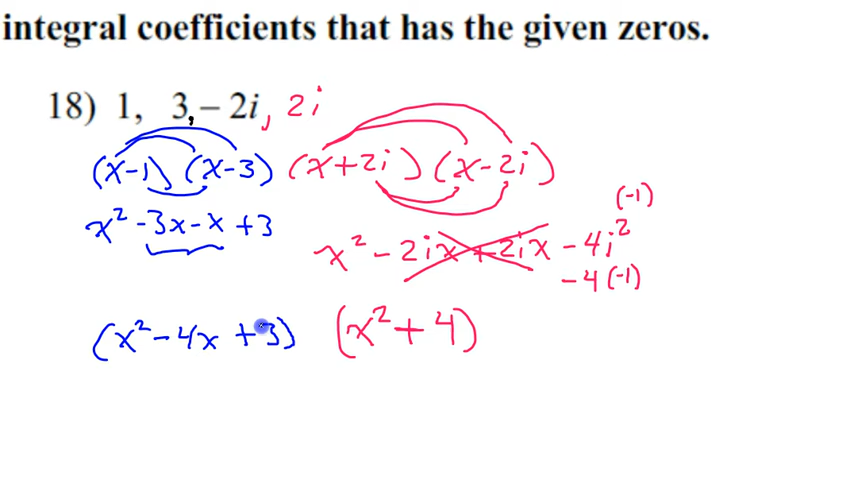 integral coefficients that has the given zeros.
18) 1, 3, – 2i, 2i
(x-1) (x-3) (x+2i) (x-2i)
x² -3x -x +3
(-1)
x² - 2ix + 2ix - 4i²
-4(-1)
(x² - 4x + 3) (x² + 4)